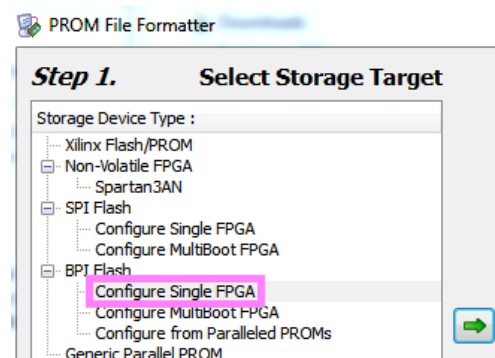 PROM File Formatter
Step 1. Select Storage Target
Storage Device Type :
Xilinx Flash/PROM
Non-Volatile FPGA
Spartan3AN
SPI Flash
Configure Single FPGA
Configure MultiBoot FPGA
BPI Flash
Configure Single FPGA
Configure MultiBoot FPGA
Configure from Paralleled PROMs
Generic Parallel PROM